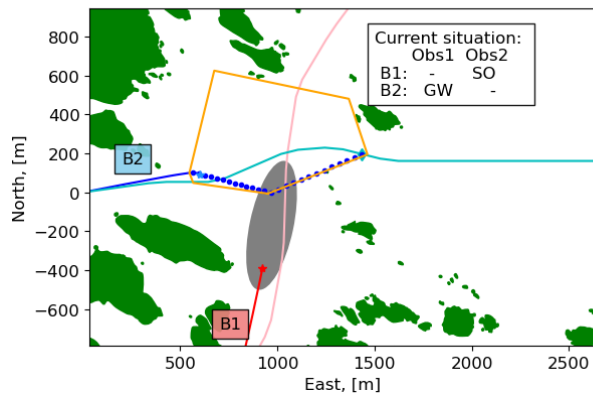 Current situation:
Obs1 Obs2
B1: - SO
B2: GW -
800
600
400
200
0
−200
−400
−600
North, [m]
B2
B1
500 1000 1500 2000 2500
East, [m]